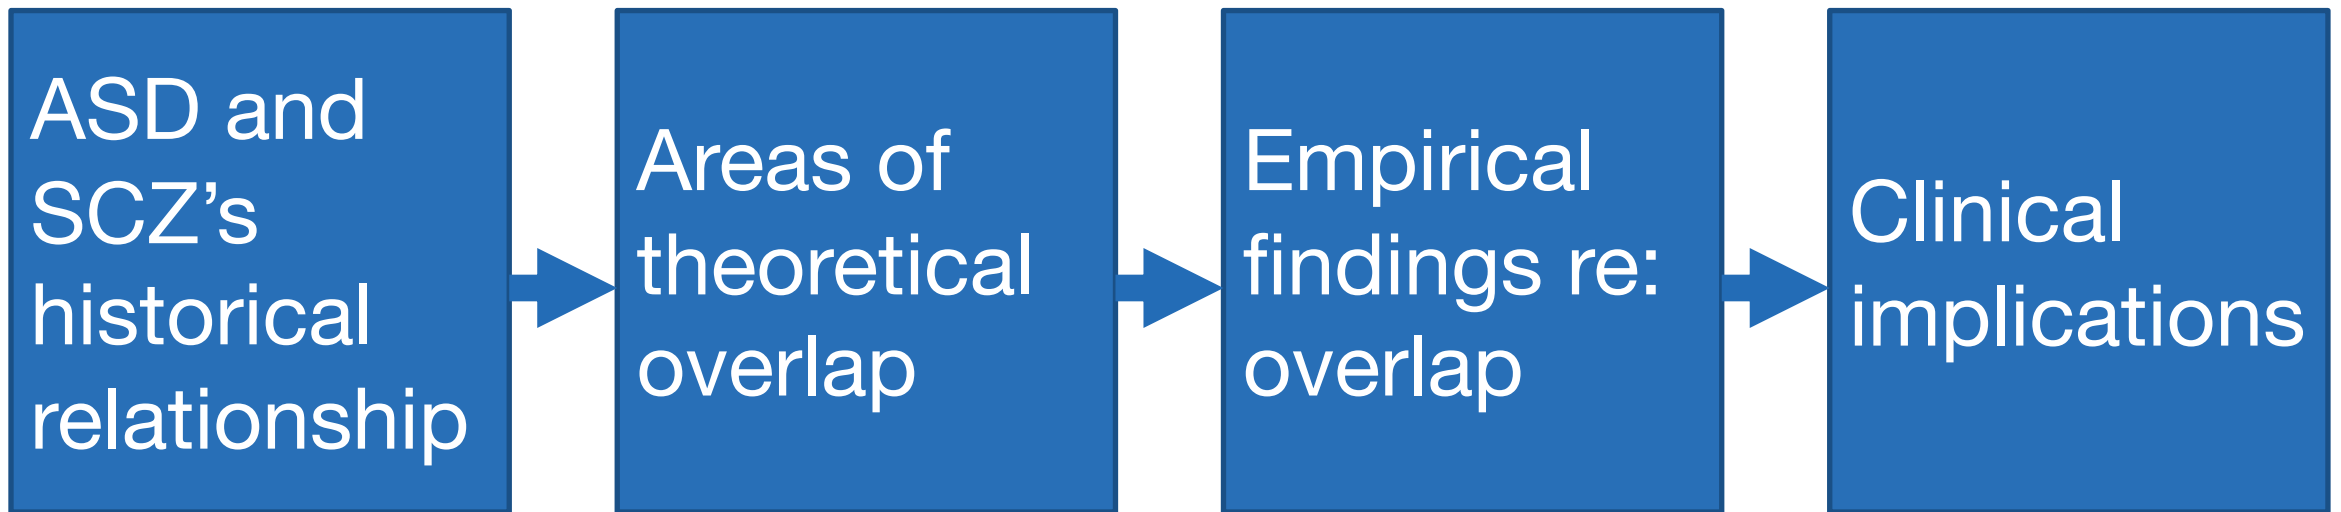 ASD and
SCZ’s
historical
relationship
Areas of
theoretical
overlap
Empirical
findings re:
overlap
Clinical
implications